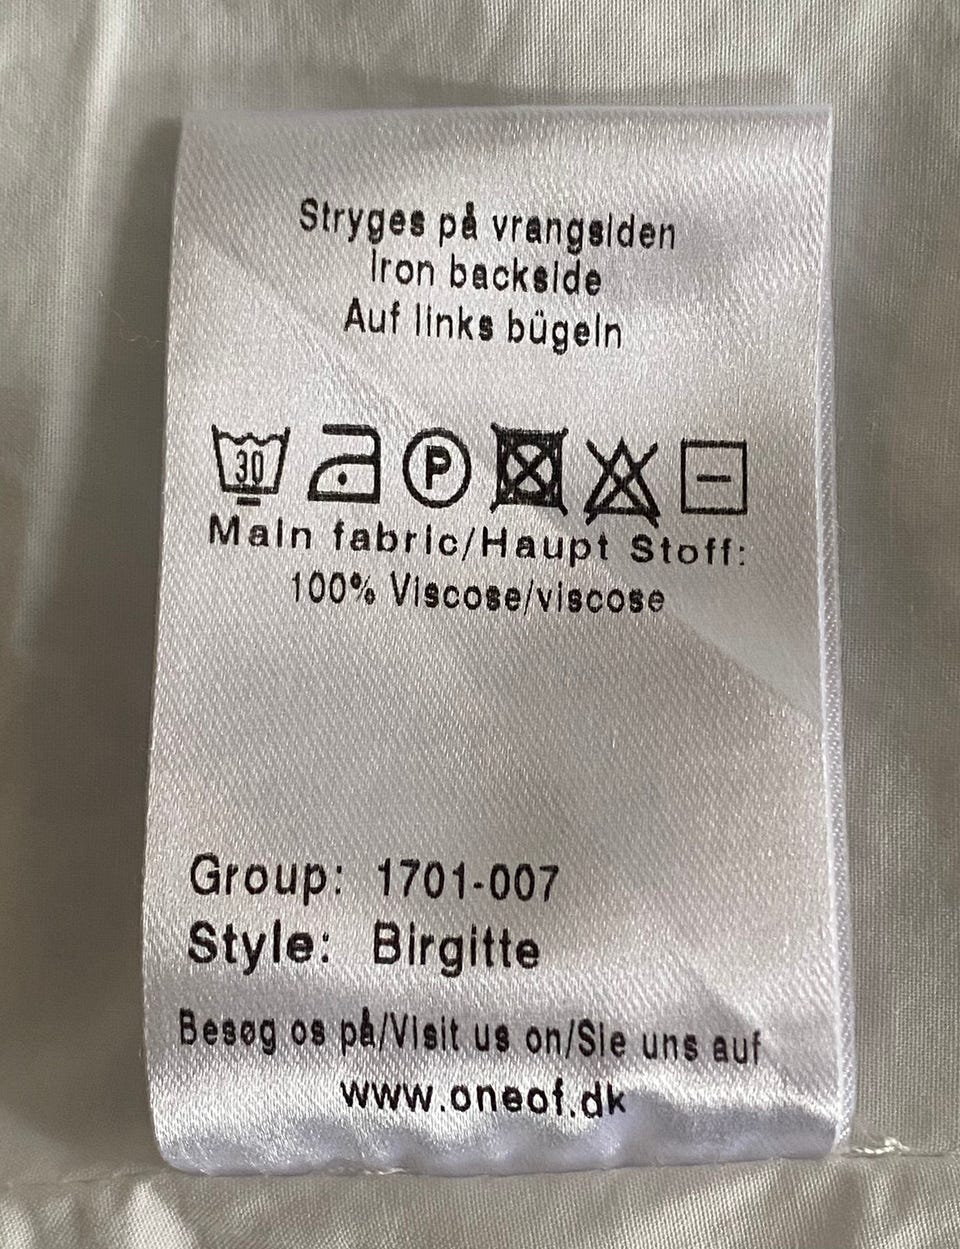 Stryges på vrangsiden
Iron backside
Auf links bügeln
30 P
Main fabric/Haupt Stoff:
100% Viscose/viscose
Group: 1701-007
Style: Birgitte
Besøg os på/Visit us on/Sie uns auf
www.oneof.dk